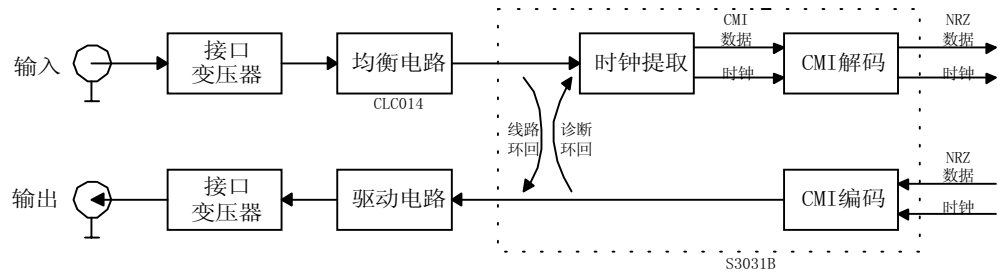 CMI
数据
NRZ
数据
输入
接口
变压器
均衡电路
时钟提取
CMI解码
时钟
时钟
CLC014
线路
环回
诊断
环回
输出
接口
变压器
驱动电路
CMI编码
NRZ
数据
时钟
S3031B